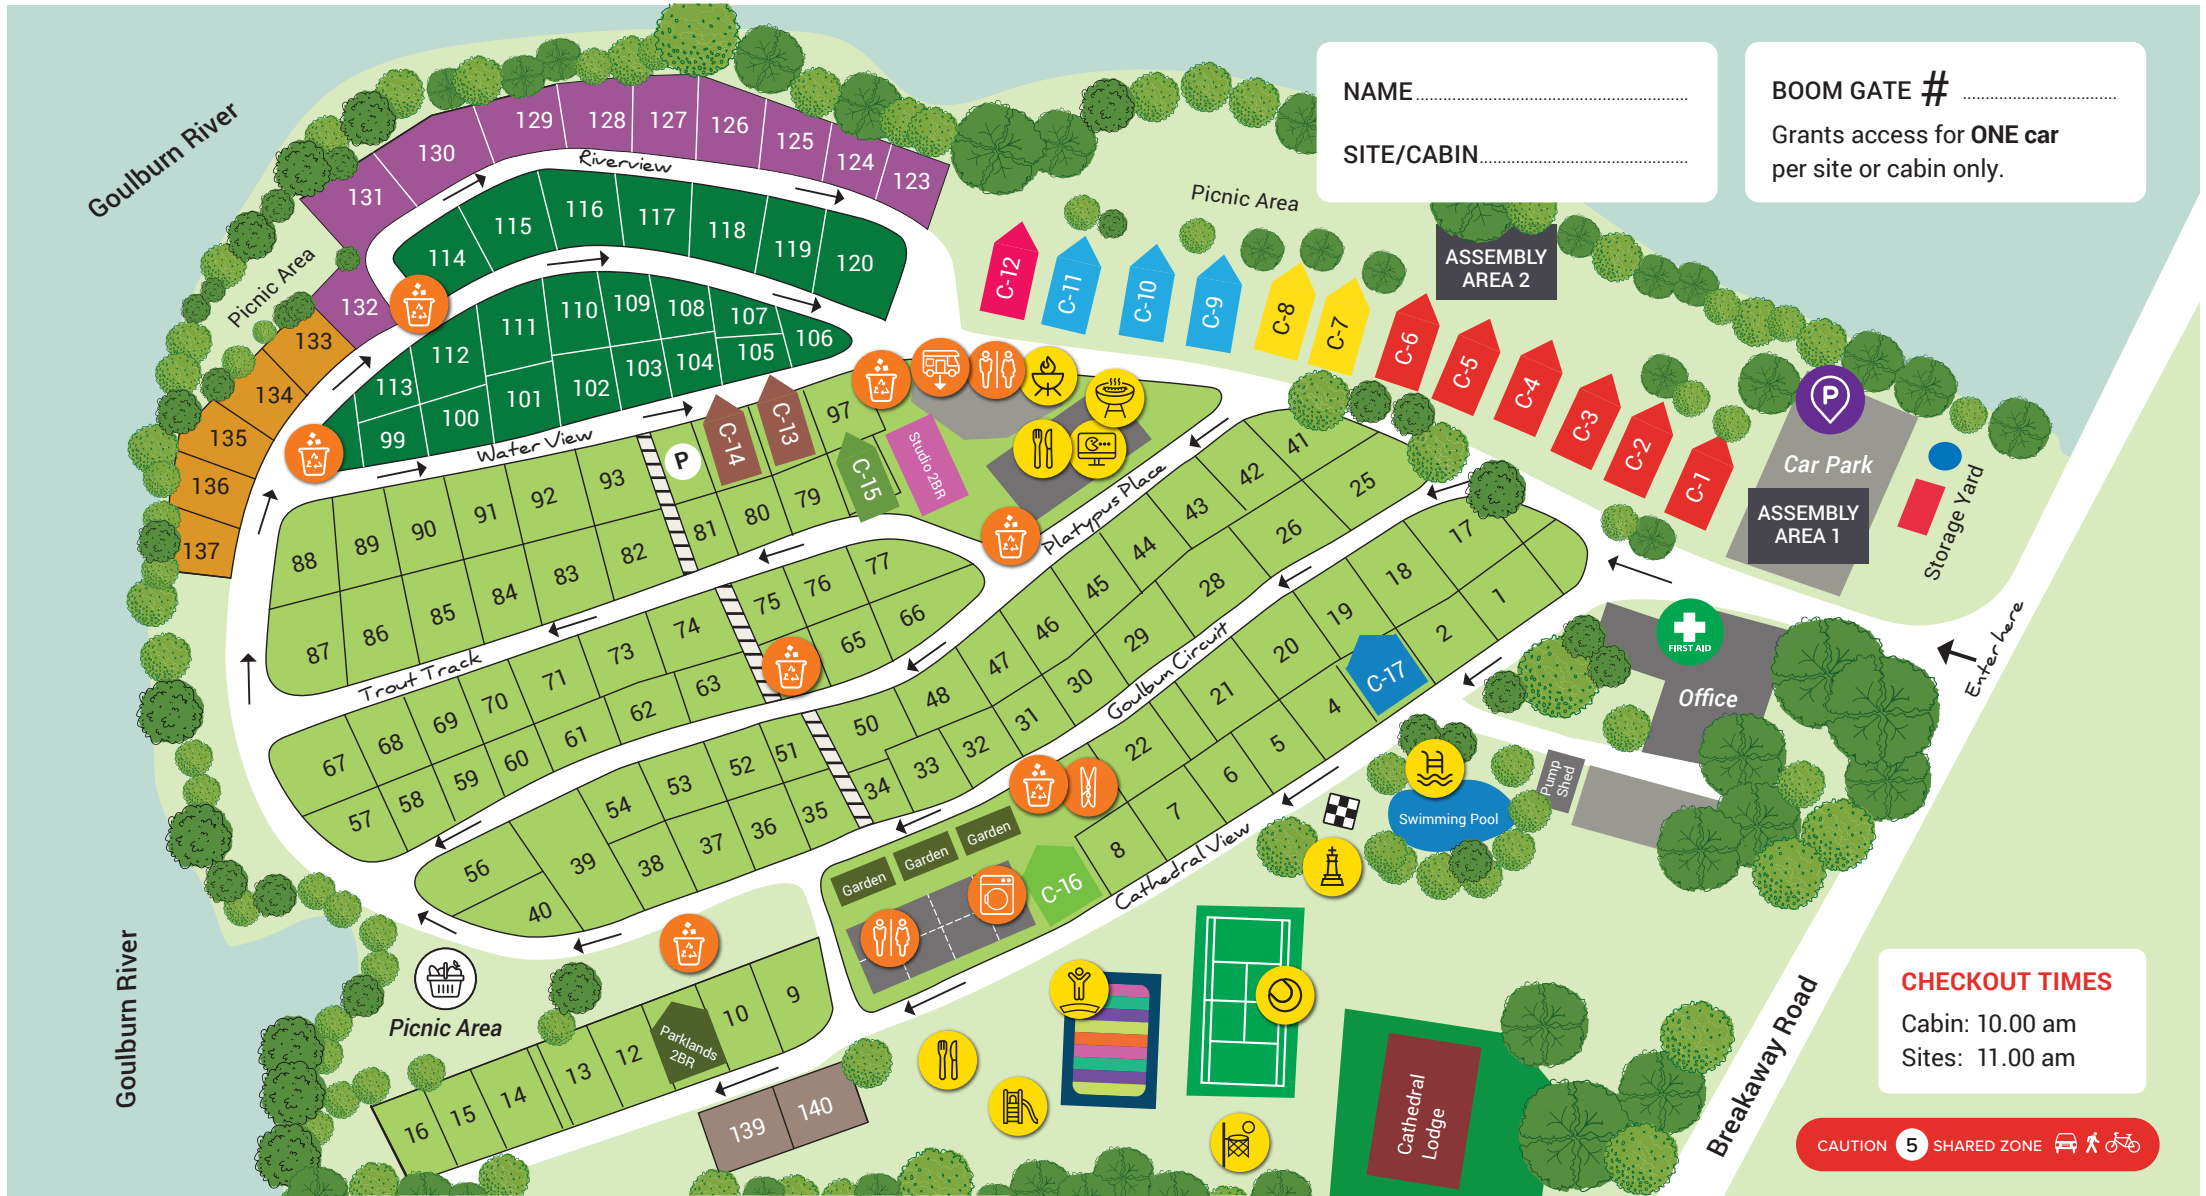 NAME
SITE/CABIN
BOOM GATE #
Grants access for ONE car
per site or cabin only.
Goulburn River
Picnic Area
Riverview
129
128
127
126
125
124
123
130
131
132
133
134
135
136
137
114
115
116
117
118
119
120
113
112
111
110
109
108
107
106
99
100
101
102
103
104
105
Water View
Picnic Area
C-12
C-11
C-10
C-9
C-8
C-7
C-6
C-5
C-4
C-3
C-2
C-1
ASSEMBLY
AREA 2
P
Car Park
ASSEMBLY
AREA 1
Storage Yard
Enter here
FIRST AID
Office
P
C-14
C-13
97
C-15
Studio 2BR
Platypus Place
88
89
90
91
92
93
81
80
79
87
86
85
84
83
82
Trout Track
75
76
77
65
66
67
68
69
70
71
73
74
57
58
59
60
61
62
63
41
42
43
44
45
46
47
48
50
25
26
28
29
30
31
32
33
34
Goulbun Circuit
17
18
19
20
21
22
1
2
C-17
4
5
6
7
8
C-16
Cathedral View
51
52
53
54
56
35
36
37
38
39
40
Garden
Garden
Garden
Pump
Shed
Swimming Pool
Goulburn River
Picnic Area
9
10
Parklands
2BR
12
13
14
15
16
139
140
Cathedral
Lodge
Breakaway Road
CHECKOUT TIMES
Cabin: 10.00 am
Sites: 11.00 am
CAUTION 5 SHARED ZONE